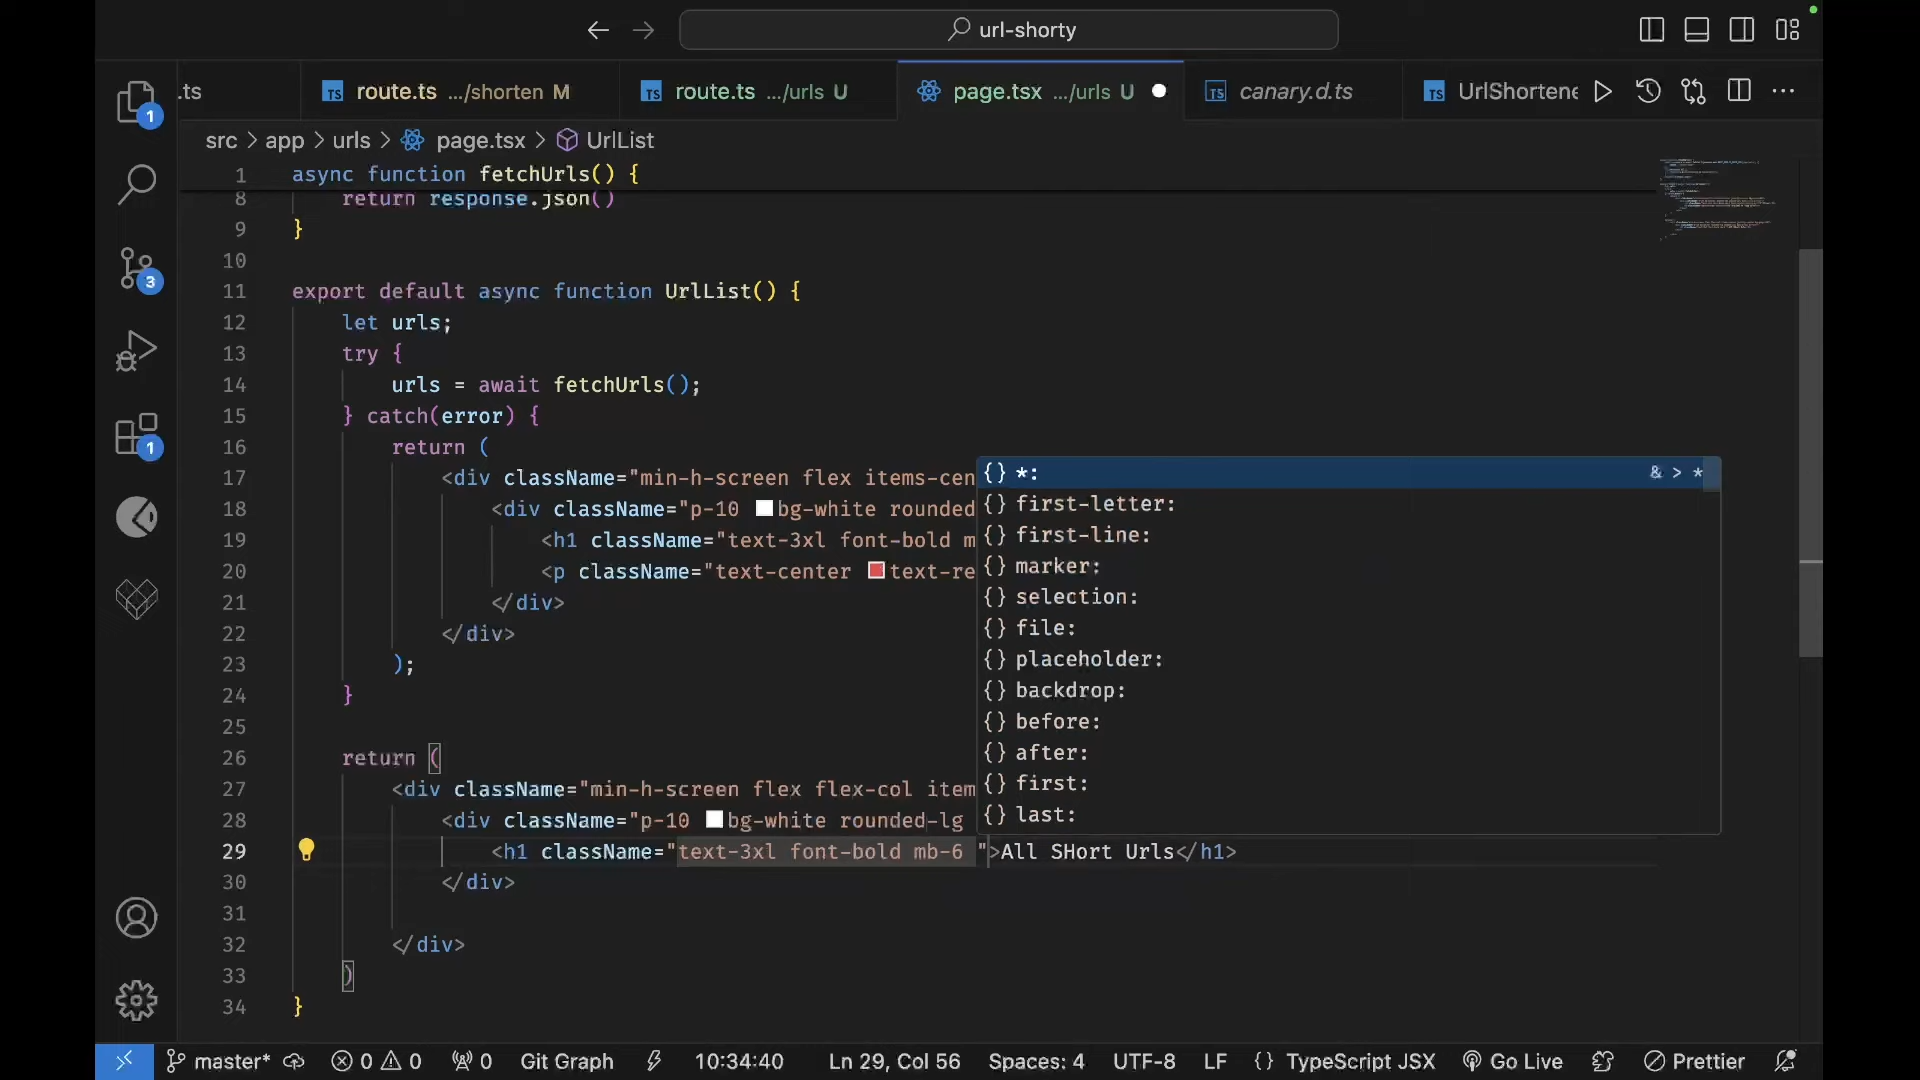 url-shorty
.ts
route.ts .../shorten M
route.ts .../urls U
page.tsx .../urls U
canary.d.ts
UrlShortene
src > app > urls > page.tsx > UrlList
1 async function fetchUrls() {
8 return response.json()
9 }
10
11 export default async function UrlList() {
12 let urls;
13 try {
14 urls = await fetchUrls();
15 } catch(error) {
16 return (
17 <div className="min-h-screen flex items-cen
18 <div className="p-10 bg-white rounded
19 <h1 className="text-3xl font-bold m
20 <p className="text-center text-re
21 </div>
22 </div>
23 );
24 }
25
26 return (
27 <div className="min-h-screen flex flex-col item
28 <div className="p-10 bg-white rounded-lg
29 <h1 className="text-3xl font-bold mb-6 ">All SHort Urls</h1>
30 </div>
31
32 </div>
33 )
34 }
{} *: & > *
{} first-letter:
{} first-line:
{} marker:
{} selection:
{} file:
{} placeholder:
{} backdrop:
{} before:
{} after:
{} first:
{} last:
1
3
1
master* 0 0 0 Git Graph 10:34:40 Ln 29, Col 56 Spaces: 4 UTF-8 LF {} TypeScript JSX Go Live Prettier